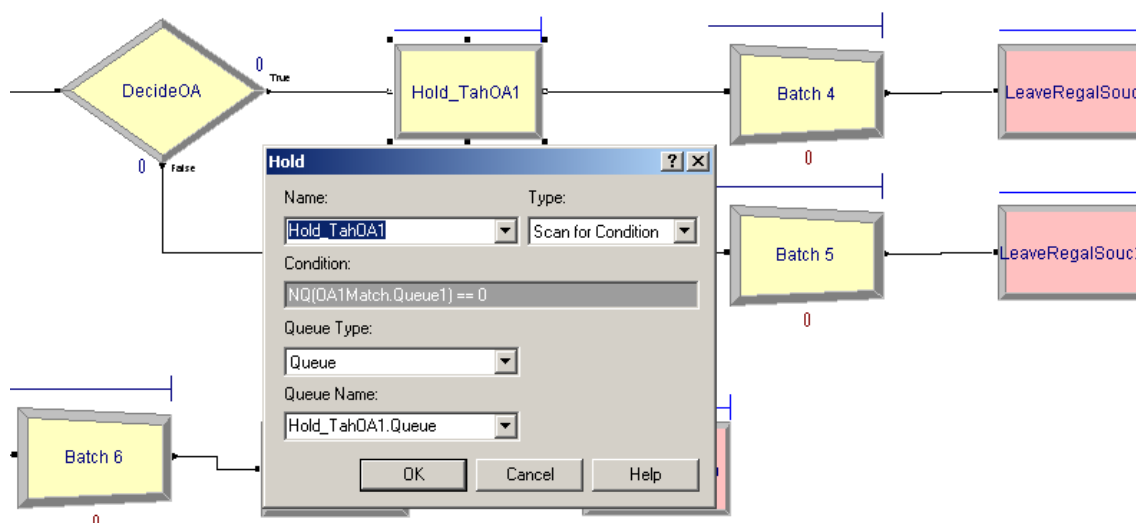 DecideOA
0
True
0
False
Hold_TahOA1
Batch 4
0
LeaveRegalSouc
Hold
Name:
Type:
Hold_TahOA1
Scan for Condition
Condition:
NQ(OA1Match.Queue1) == 0
Queue Type:
Queue
Queue Name:
Hold_TahOA1.Queue
OK
Cancel
Help
Batch 5
0
LeaveRegalSouc
Batch 6
0